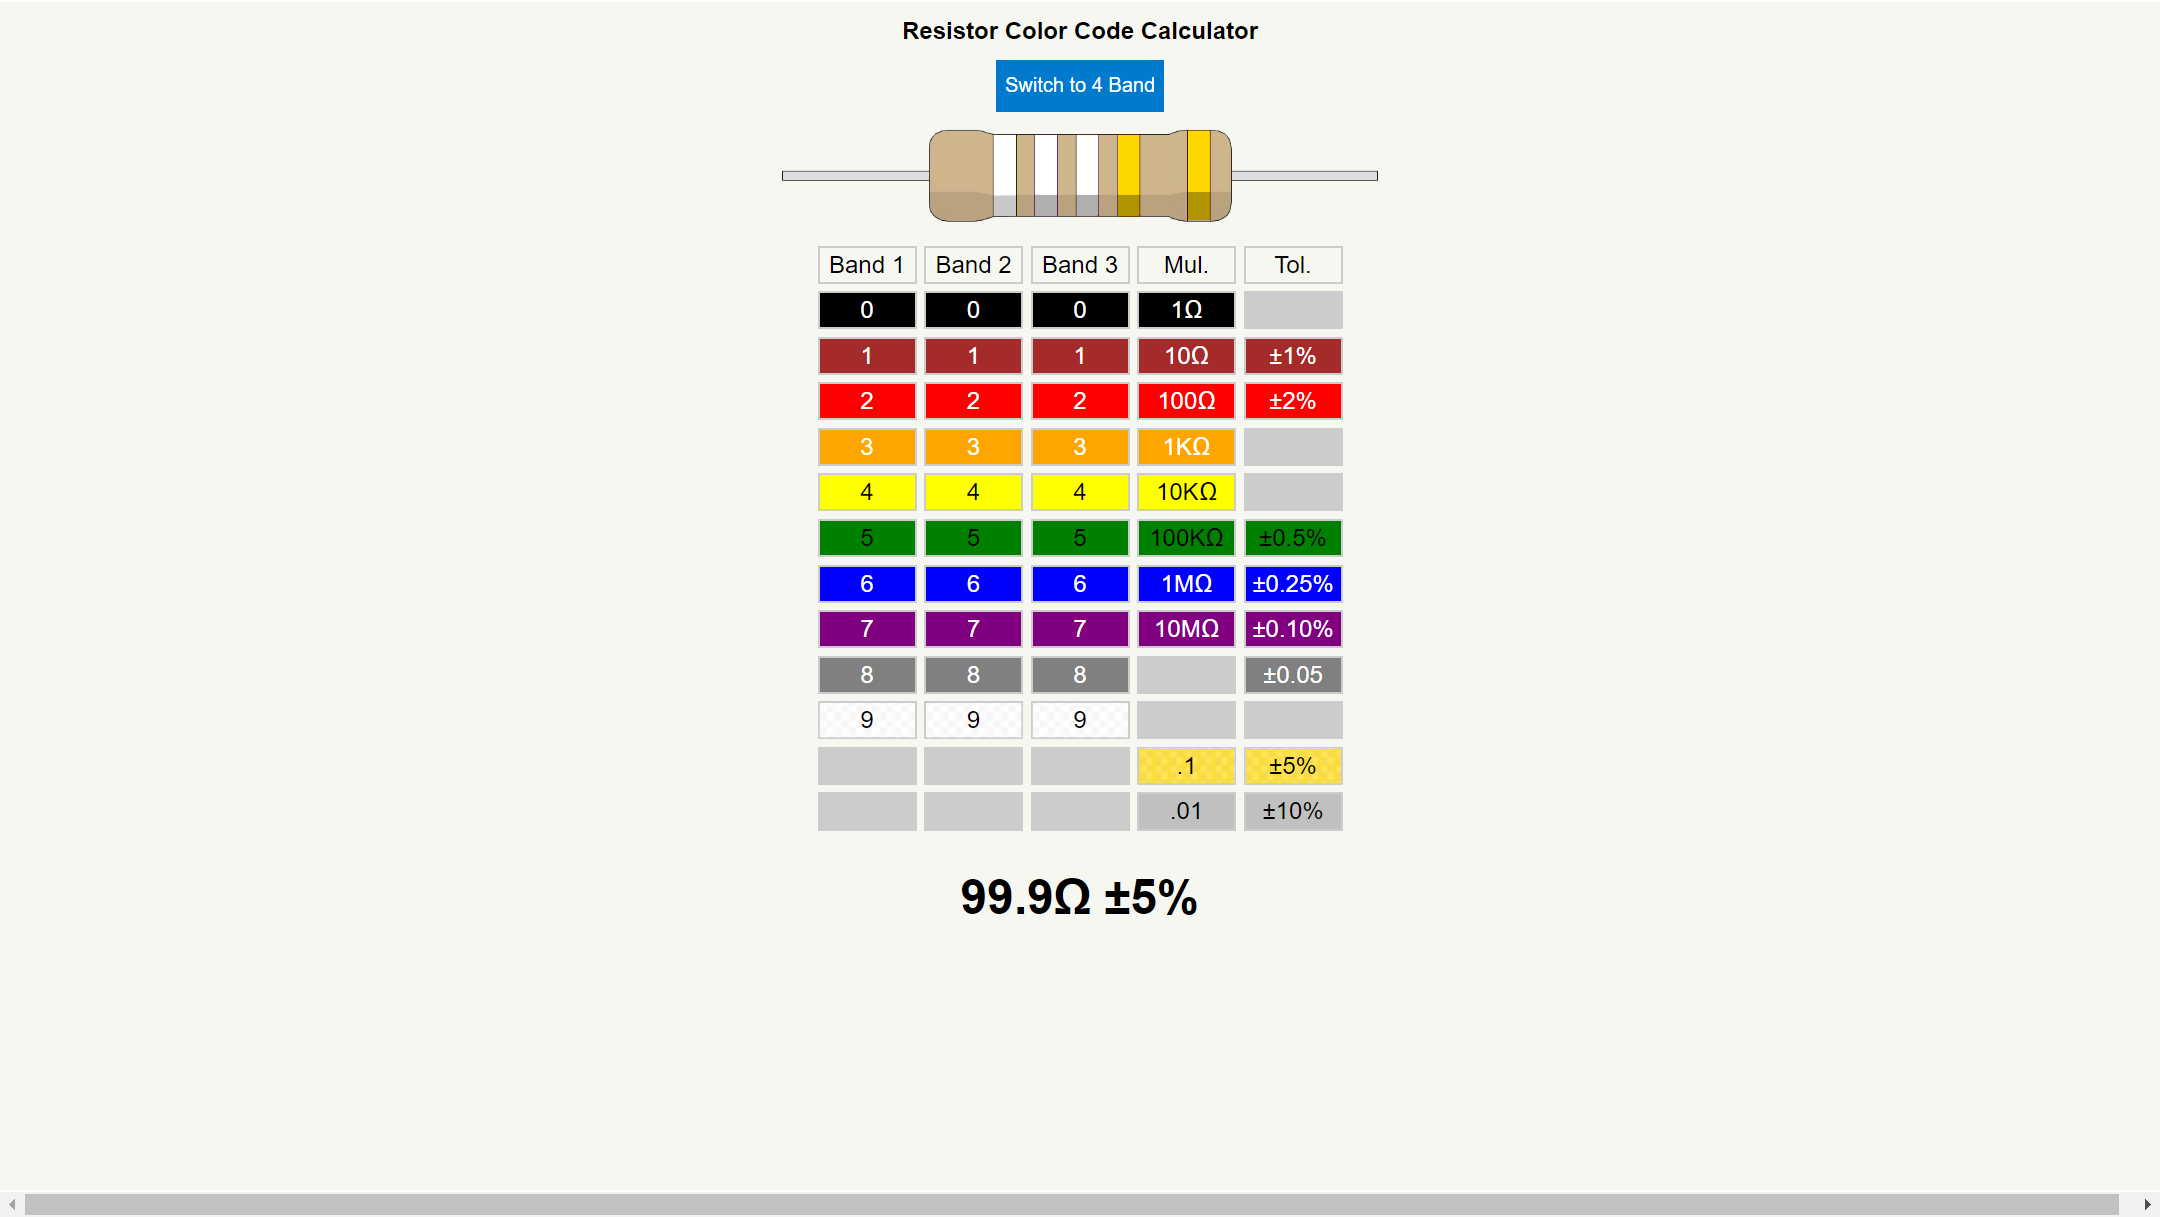 Resistor Color Code Calculator
Switch to 4 Band
Band 1 Band 2 Band 3 Mul. Tol.
0 0 0 1Ω
1 1 1 10Ω ±1%
2 2 2 100Ω ±2%
3 3 3 1KΩ
4 4 4 10KΩ
5 5 5 100KΩ ±0.5%
6 6 6 1MΩ ±0.25%
7 7 7 10MΩ ±0.10%
8 8 8 ±0.05
9 9 9
.1 ±5%
.01 ±10%
99.9Ω ±5%